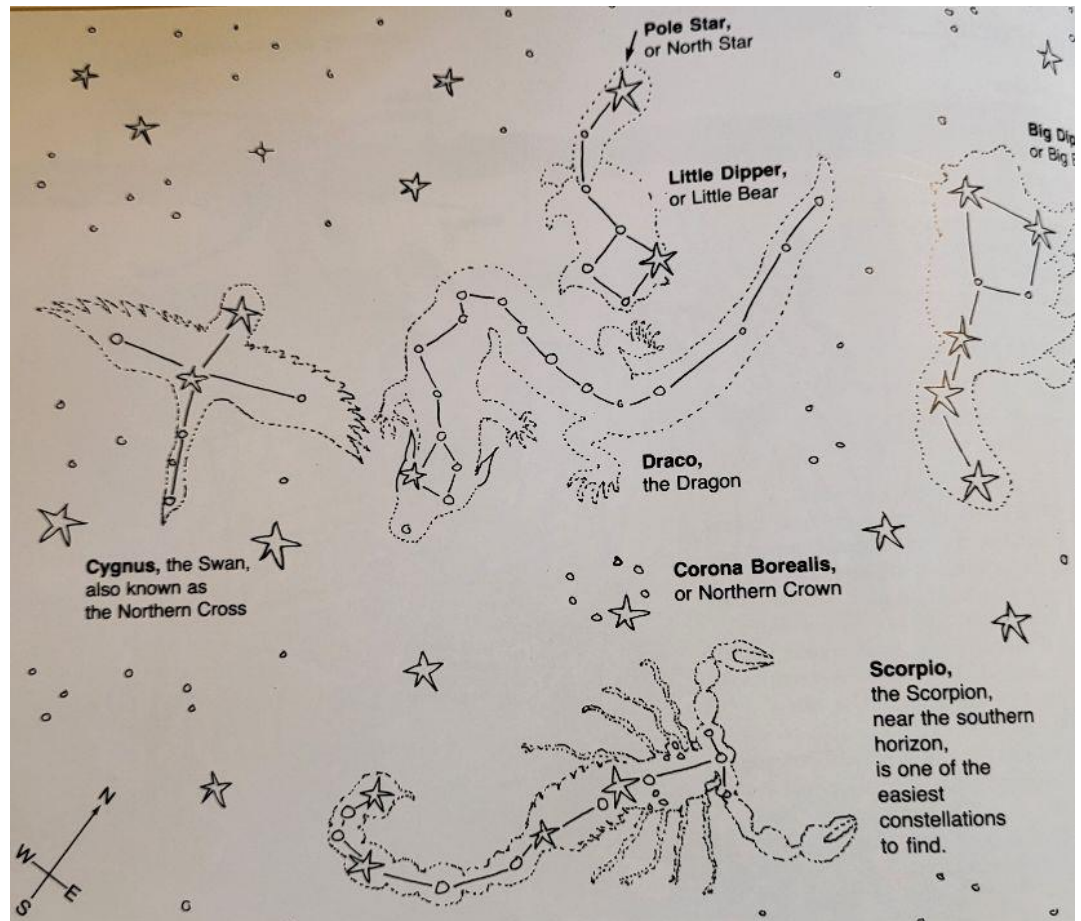 Pole Star,
or North Star
Big
or Big
Little Dipper,
or Little Bear
Draco,
the Dragon
Cygnus, the Swan,
also known as
the Northern Cross
Corona Borealis,
or Northern Crown
Scorpio,
the Scorpion,
near the southern
horizon,
is one of the
easiest
constellations
to find.
N
W
E
S